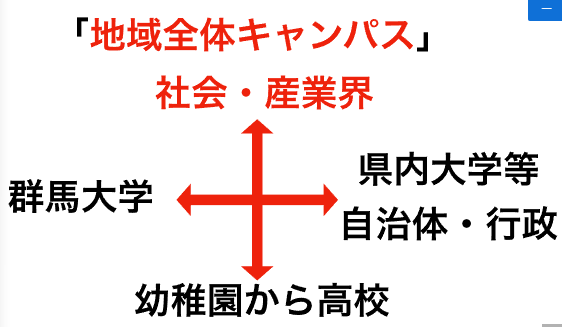 「地域全体キャンパス」
社会・産業界
群馬大学
県内大学等
自治体・行政
幼稚園から高校